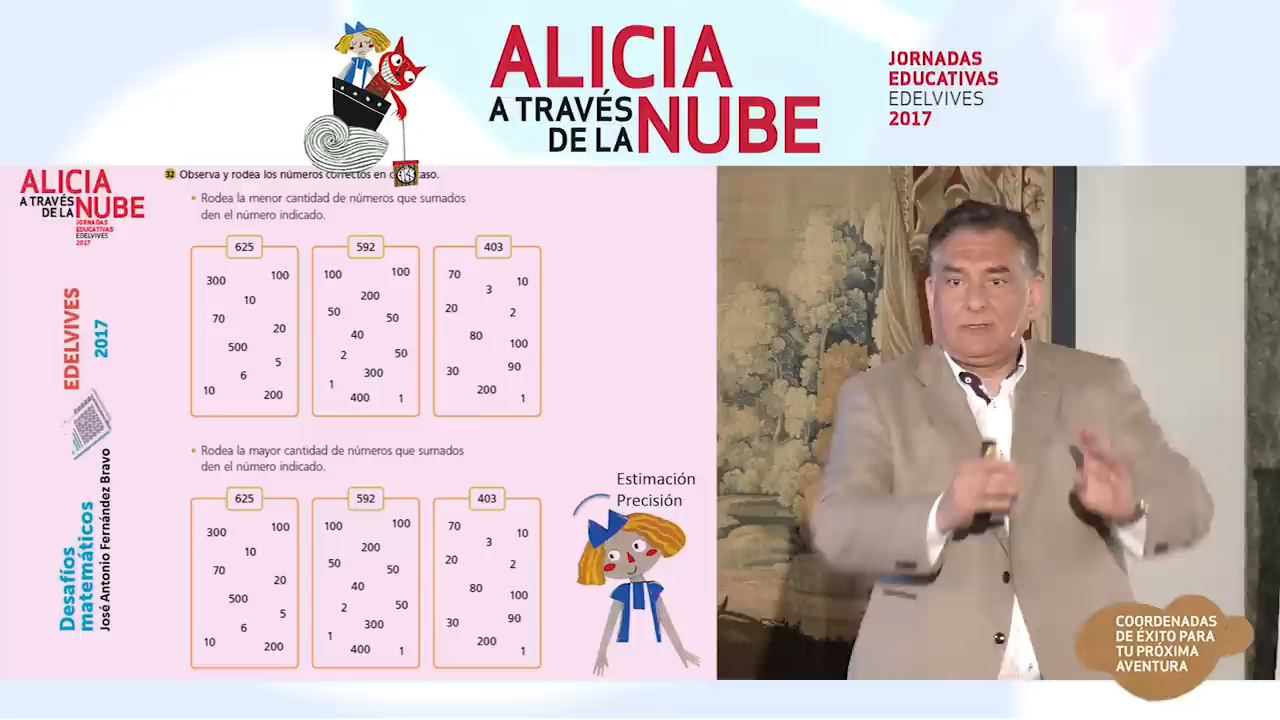 ALICIA
A TRAVÉS
DE LA NUBE
JORNADAS
EDUCATIVAS
EDELVIVES
2017
ALICIA
A TRAVÉS
DE LA NUBE
JORNADAS
EDUCATIVAS
EDELVIVES
2017
EDELVIVES
2017
Desafíos
matemáticos
José Antonio Fernández Bravo
32 Observa y rodea los números correctos en caso.
• Rodea la menor cantidad de números que sumados
den el número indicado.
625
300 100
10
70
20
500
5
6
10 200
592
100 100
200
50 50
40
2 50
300
1
400 1
403
70 10
3
20 2
80
100
90
30
200
1
• Rodea la mayor cantidad de números que sumados
den el número indicado.
625
300 100
10
70
20
500
5
6
10 200
592
100 100
200
50 50
40
2 50
300
1
400 1
403
70 10
3
20 2
80
100
90
30
200
1
Estimación
Precisión
COORDENADAS
DE ÉXITO PARA
TU PRÓXIMA
AVENTURA